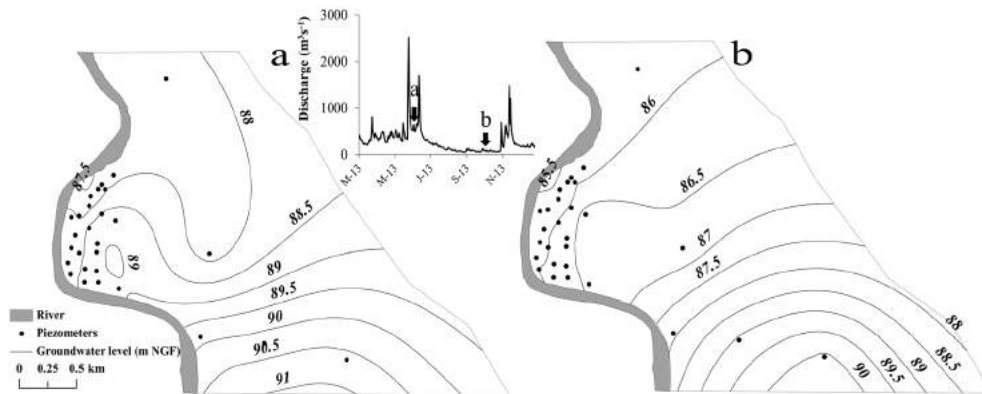 a
b
Discharge (m³s⁻¹)
3000
2000
1000
0
a
b
M-13
M-13
J-13
S-13
N-13
88
87.5
88.5
89
89
89.5
90
90.5
91
86
85.5
86.5
87
87.5
88
88.5
89
89.5
90
River
Piezometers
Groundwater level (m NGF)
0 0.25 0.5 km